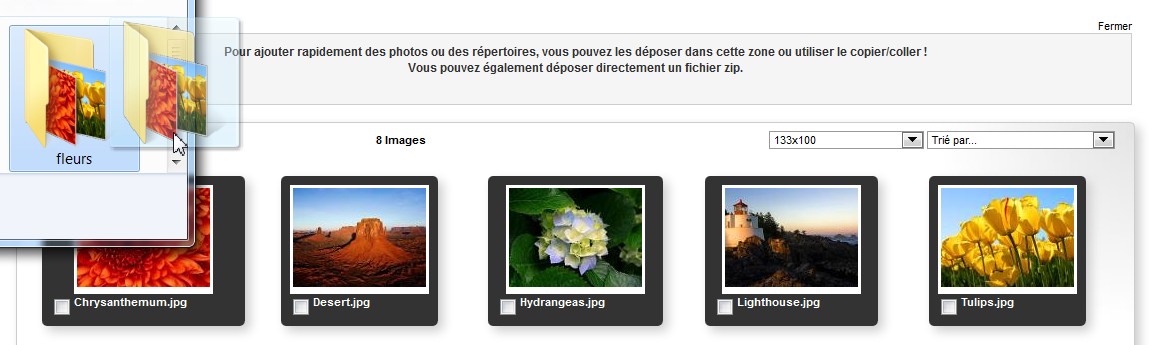 Fermer
Pour ajouter rapidement des photos ou des répertoires, vous pouvez les déposer dans cette zone ou utiliser le copier/coller !
Vous pouvez également déposer directement un fichier zip.
fleurs
8 Images
133x100
Trié par...
Chrysanthemum.jpg
Desert.jpg
Hydrangeas.jpg
Lighthouse.jpg
Tulips.jpg